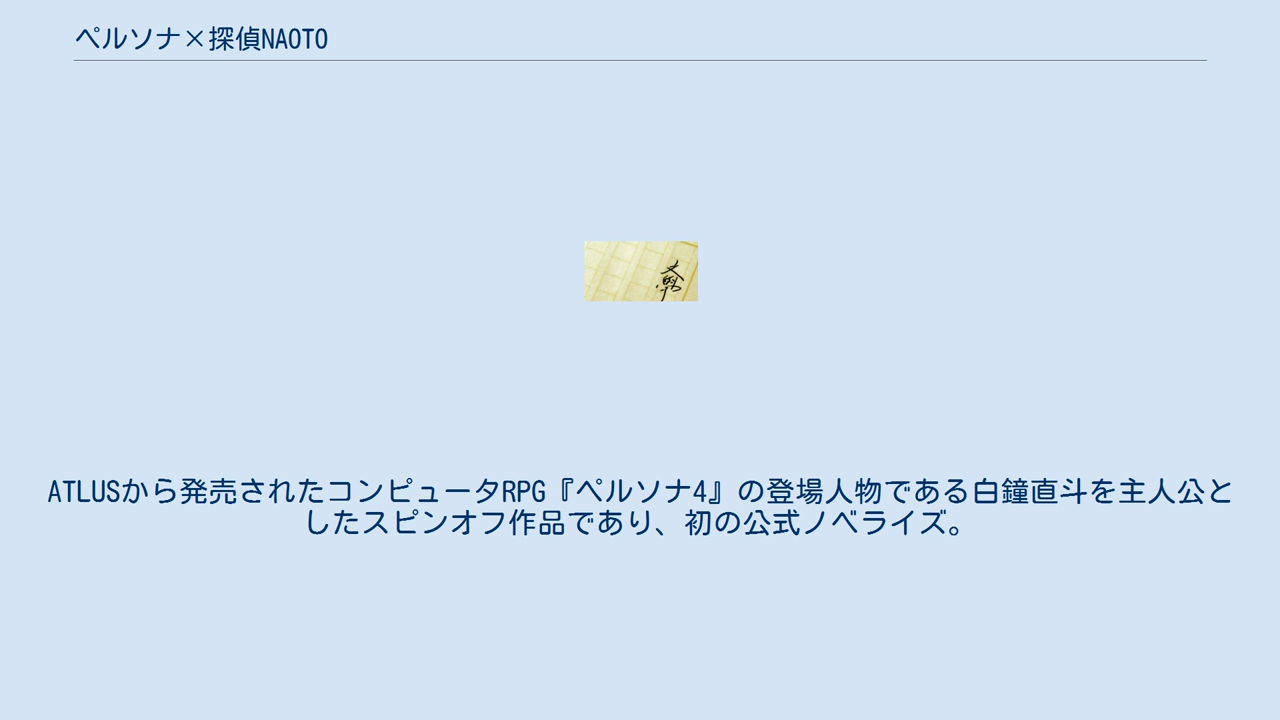 ペルソナ×探偵NAOTO
ATLUSから発売されたコンピュータRPG『ペルソナ4』の登場人物である白鐘直斗を主人公と
したスピンオフ作品であり、初の公式ノベライズ。